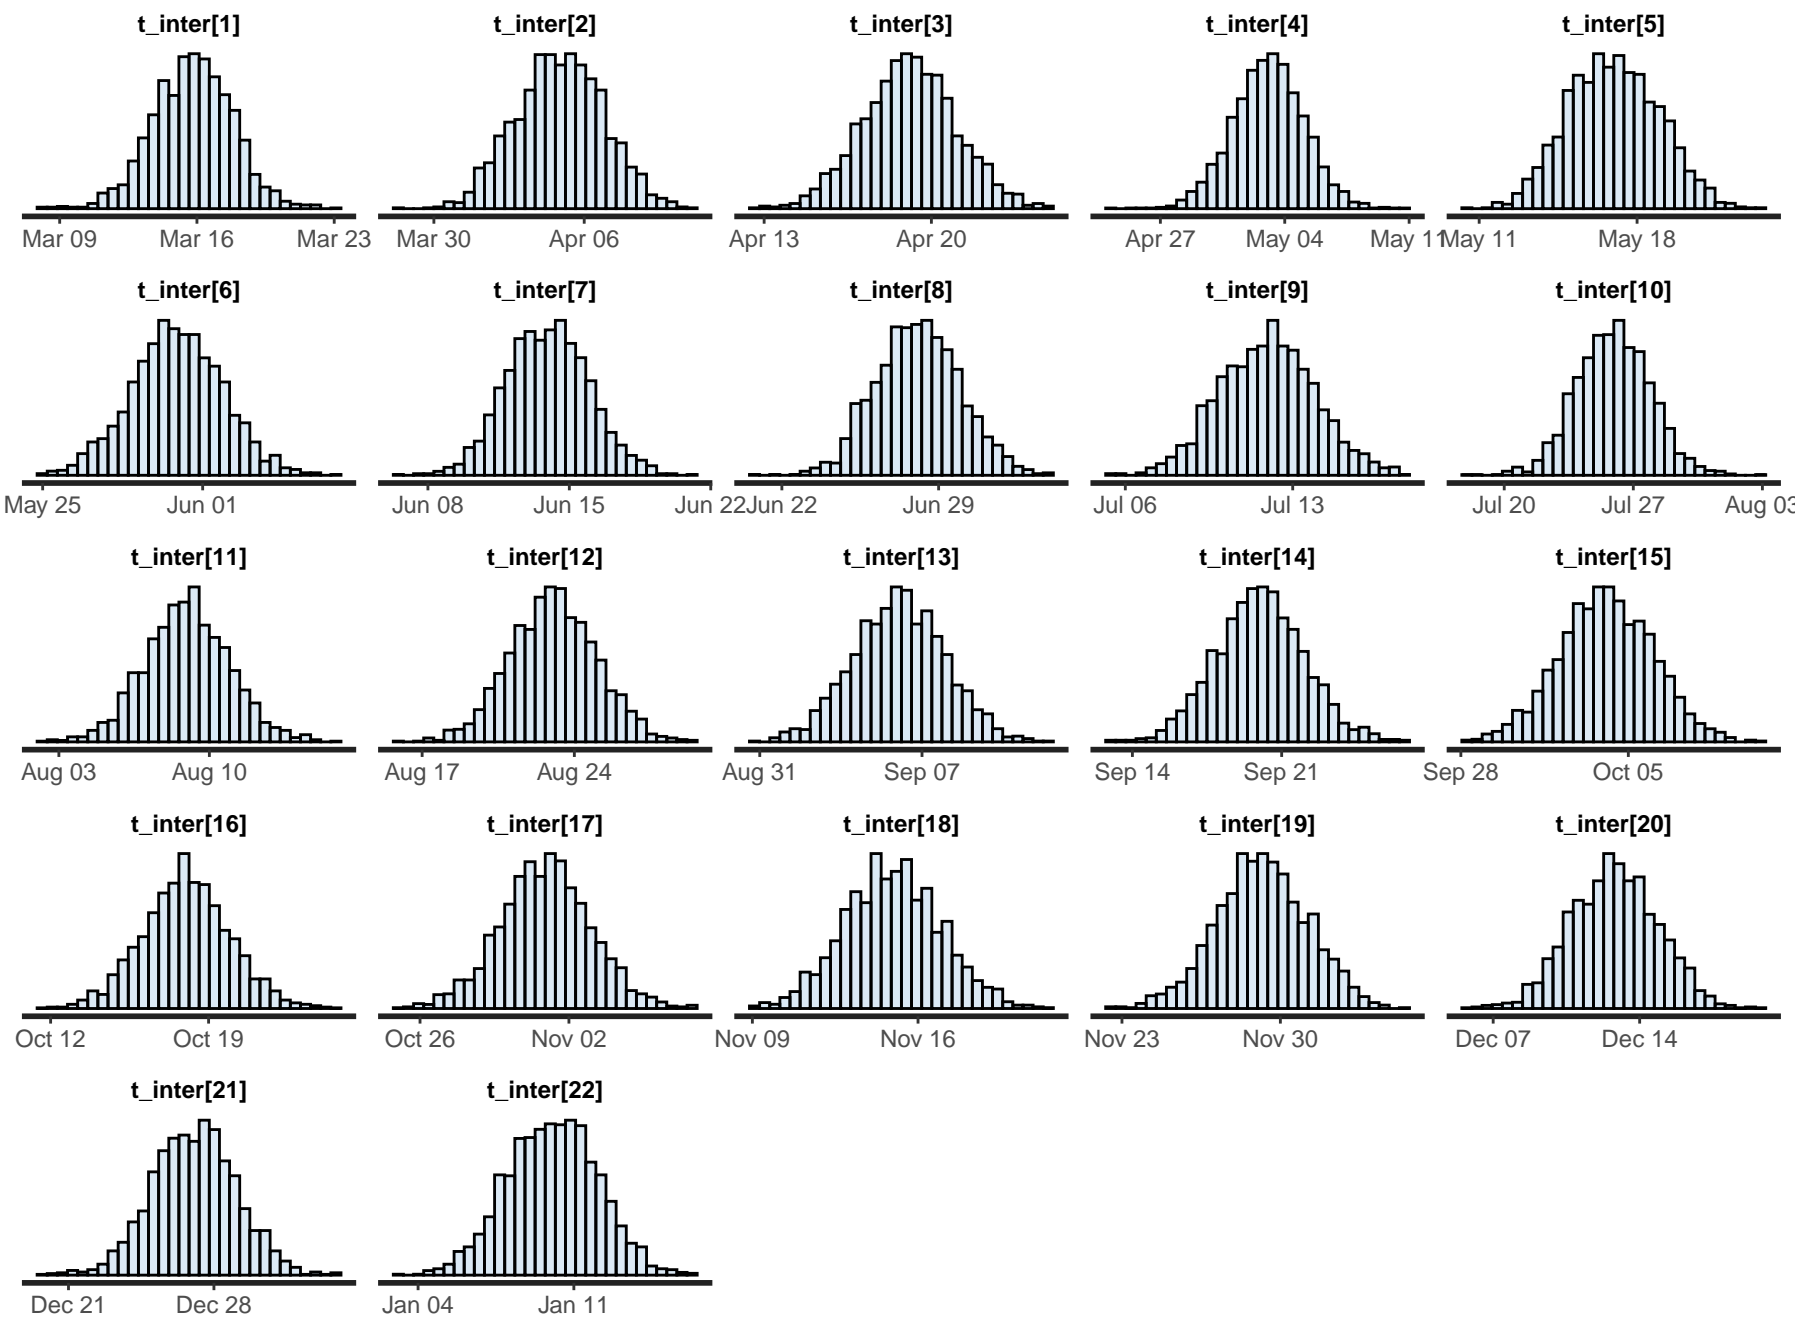 t_inter[1] t_inter[2] t_inter[3] t_inter[4] t_inter[5]
Mar 09 Mar 16 Mar 23 Mar 30 Apr 06 Apr 13 Apr 20 Apr 27 May 04 May 11 May 11 May 18
t_inter[6] t_inter[7] t_inter[8] t_inter[9] t_inter[10]
May 25 Jun 01 Jun 08 Jun 15 Jun 22 Jun 22 Jun 29 Jul 06 Jul 13 Jul 20 Jul 27 Aug 03
t_inter[11] t_inter[12] t_inter[13] t_inter[14] t_inter[15]
Aug 03 Aug 10 Aug 17 Aug 24 Aug 31 Sep 07 Sep 14 Sep 21 Sep 28 Oct 05
t_inter[16] t_inter[17] t_inter[18] t_inter[19] t_inter[20]
Oct 12 Oct 19 Oct 26 Nov 02 Nov 09 Nov 16 Nov 23 Nov 30 Dec 07 Dec 14
t_inter[21] t_inter[22]
Dec 21 Dec 28 Jan 04 Jan 11